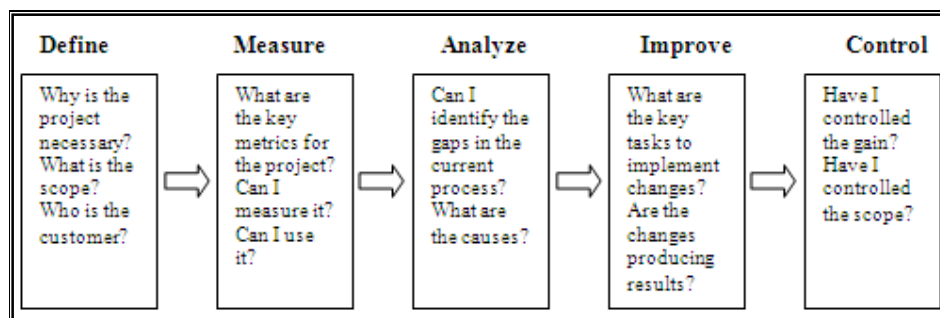 Define
Measure
Analyze
Improve
Control
Why is the
project
necessary?
What is the
scope?
Who is the
customer?
What are
the key
metrics for
the project?
Can I
measure it?
Can I use
it?
Can I
identify the
gaps in the
current
process?
What are
the causes?
What are
the key
tasks to
implement
changes?
Are the
changes
producing
results?
Have I
controlled
the gain?
Have I
controlled
the scope?